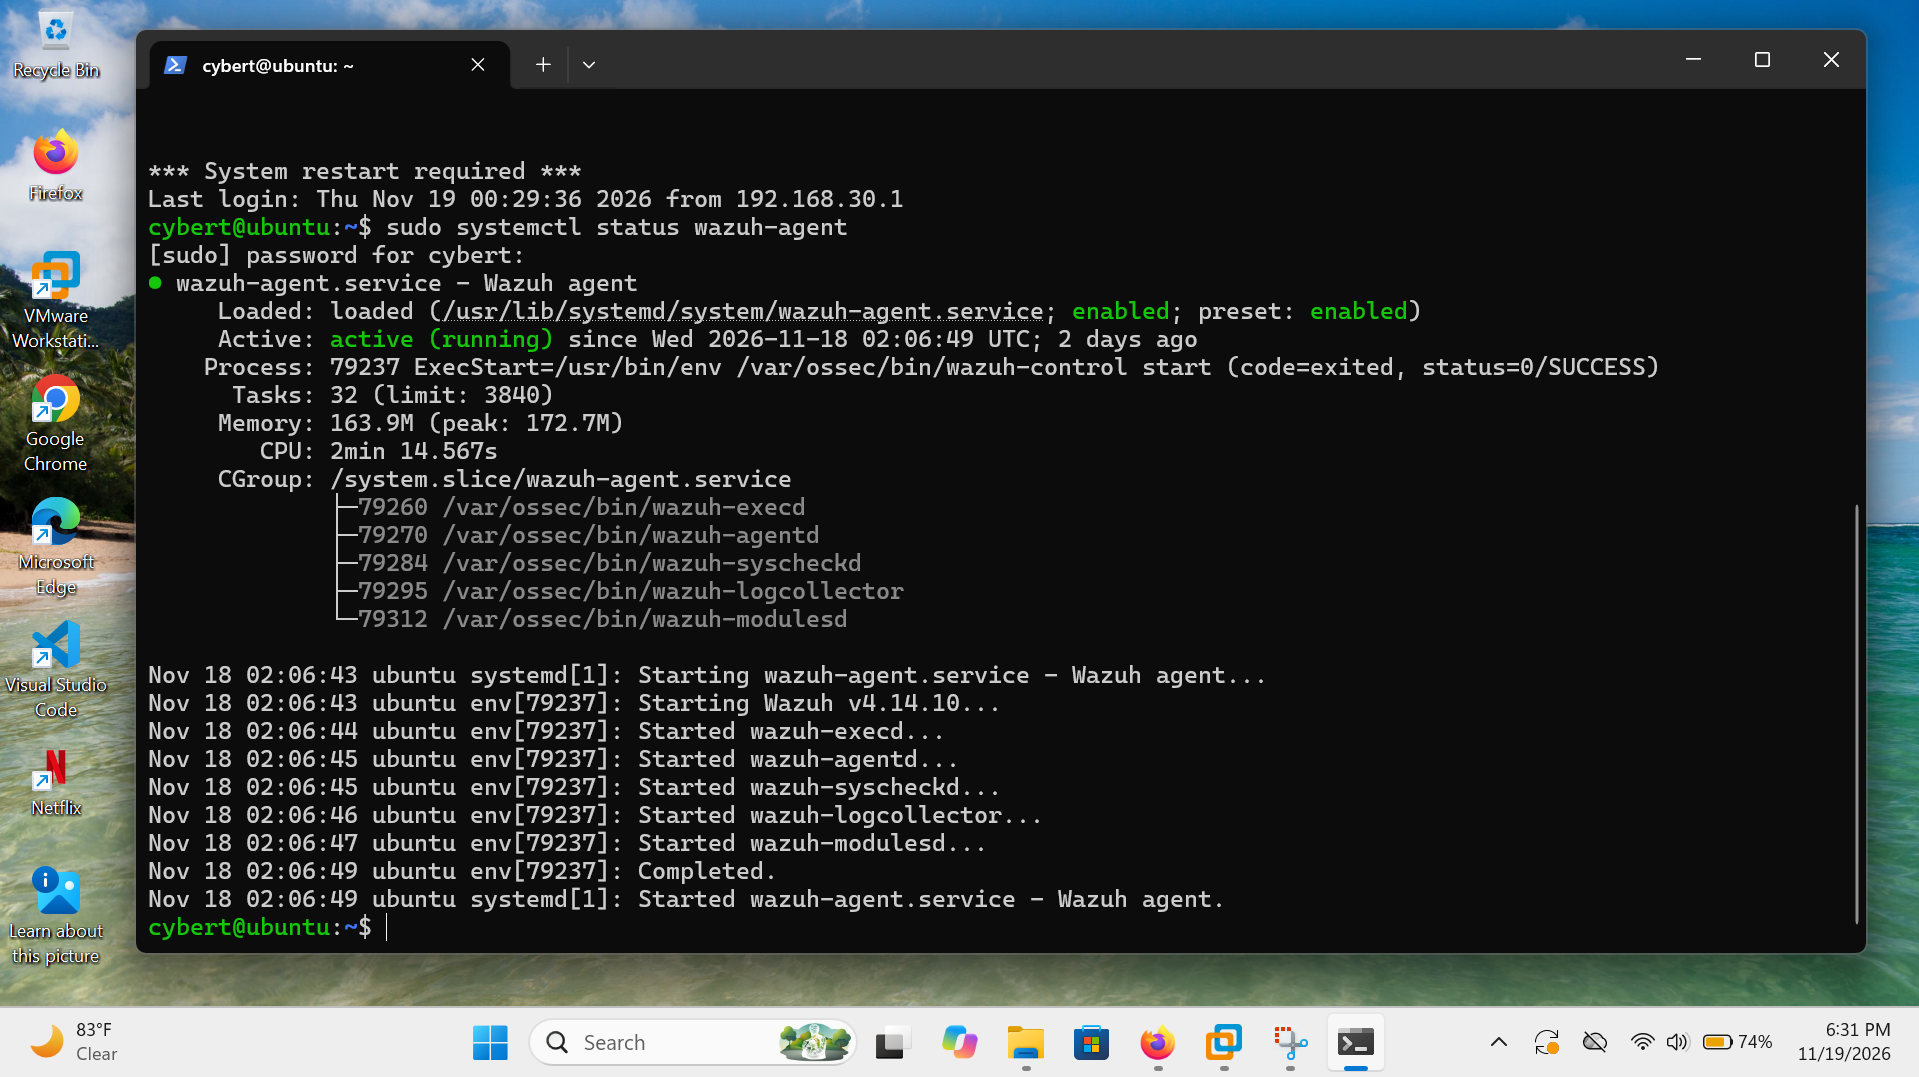 Recycle Bin
Firefox
VMware
Workstati...
Google
Chrome
Microsoft
Edge
Visual Studio
Code
Netflix
Learn about
this picture
cybert@ubuntu: ~
*** System restart required ***
Last login: Thu Nov 19 00:29:36 2026 from 192.168.30.1
cybert@ubuntu:~$ sudo systemctl status wazuh-agent
[sudo] password for cybert:
● wazuh-agent.service - Wazuh agent
     Loaded: loaded (/usr/lib/systemd/system/wazuh-agent.service; enabled; preset: enabled)
     Active: active (running) since Wed 2026-11-18 02:06:49 UTC; 2 days ago
    Process: 79237 ExecStart=/usr/bin/env /var/ossec/bin/wazuh-control start (code=exited, status=0/SUCCESS)
      Tasks: 32 (limit: 3840)
     Memory: 163.9M (peak: 172.7M)
        CPU: 2min 14.567s
     CGroup: /system.slice/wazuh-agent.service
             ├─79260 /var/ossec/bin/wazuh-execd
             ├─79270 /var/ossec/bin/wazuh-agentd
             ├─79284 /var/ossec/bin/wazuh-syscheckd
             ├─79295 /var/ossec/bin/wazuh-logcollector
             └─79312 /var/ossec/bin/wazuh-modulesd
Nov 18 02:06:43 ubuntu systemd[1]: Starting wazuh-agent.service - Wazuh agent...
Nov 18 02:06:43 ubuntu env[79237]: Starting Wazuh v4.14.10...
Nov 18 02:06:44 ubuntu env[79237]: Started wazuh-execd...
Nov 18 02:06:45 ubuntu env[79237]: Started wazuh-agentd...
Nov 18 02:06:45 ubuntu env[79237]: Started wazuh-syscheckd...
Nov 18 02:06:46 ubuntu env[79237]: Started wazuh-logcollector...
Nov 18 02:06:47 ubuntu env[79237]: Started wazuh-modulesd...
Nov 18 02:06:49 ubuntu env[79237]: Completed.
Nov 18 02:06:49 ubuntu systemd[1]: Started wazuh-agent.service - Wazuh agent.
cybert@ubuntu:~$
83°F
Clear
Search
74%
6:31 PM
11/19/2026